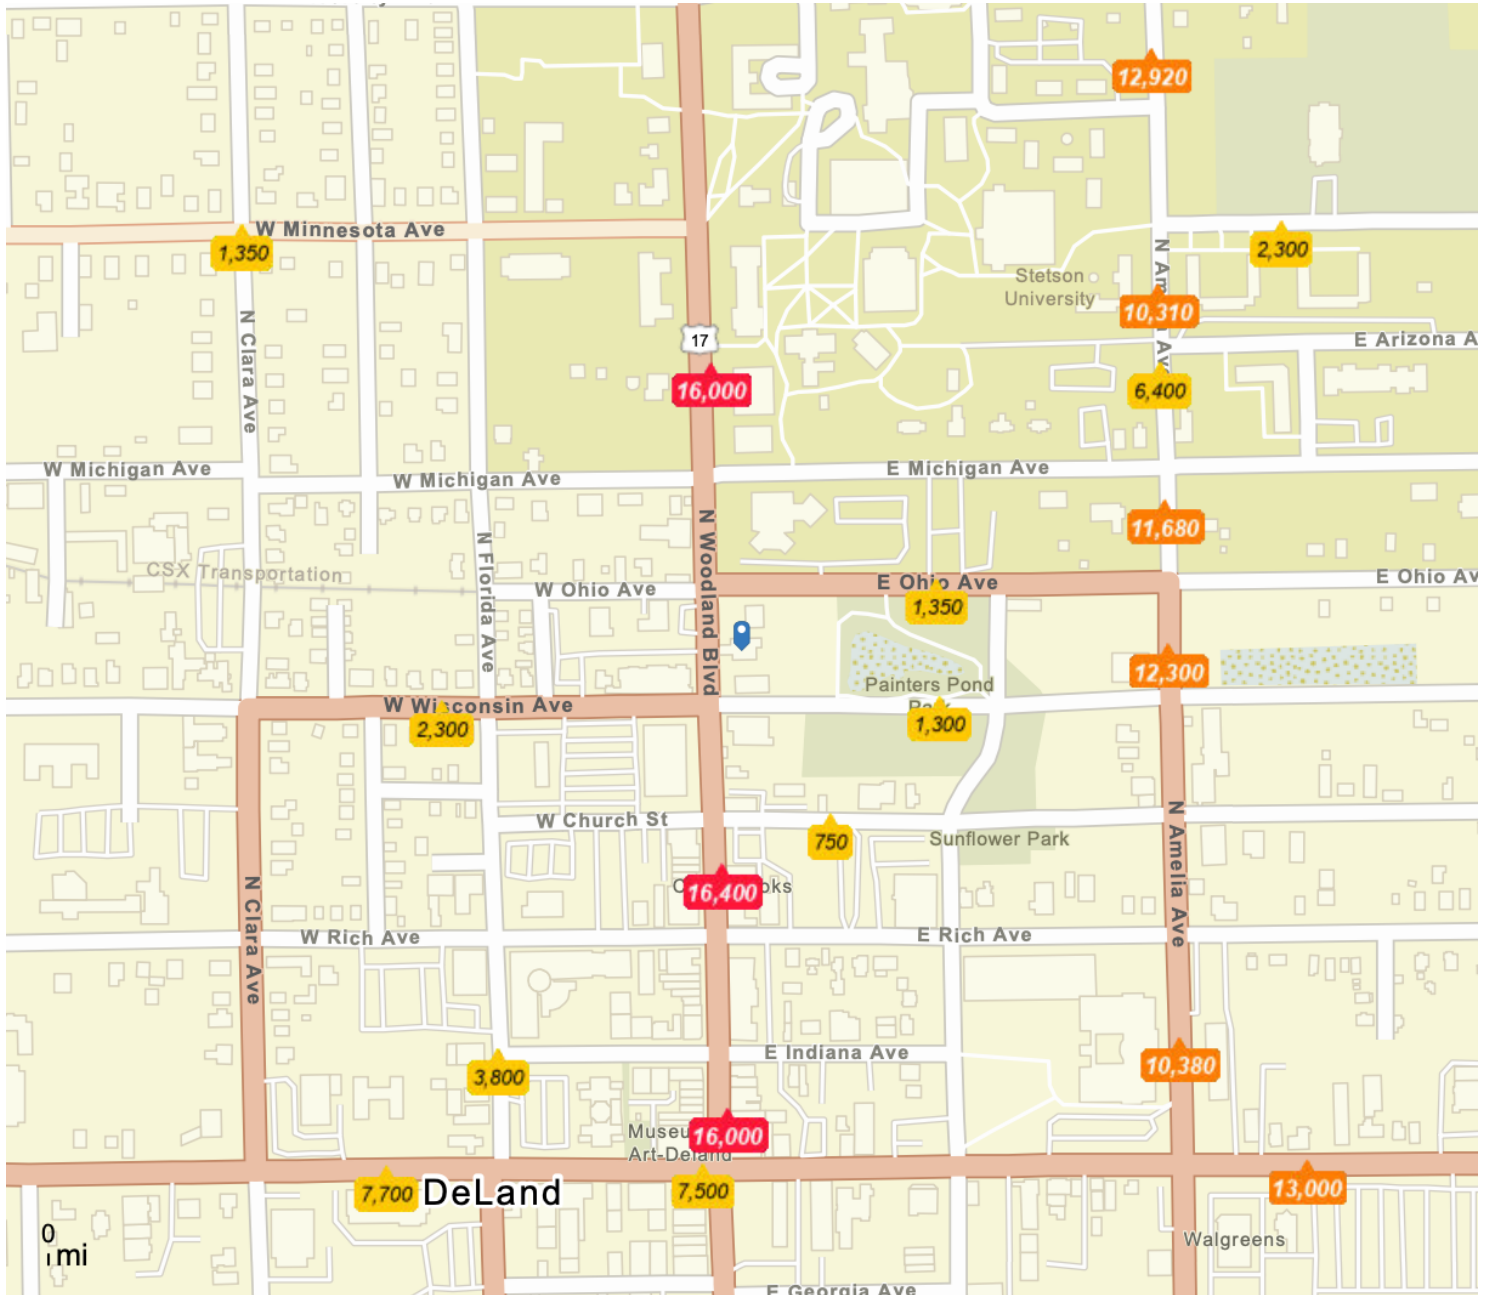 12,920
W Minnesota Ave
1,350
2,300
N Clara Ave
Stetson
University
10,310
17
E Arizona A
16,000
6,400
W Michigan Ave
W Michigan Ave
E Michigan Ave
N Woodland Blvd
11,680
N Florida Ave
CSX Transportation
W Ohio Ave
E Ohio Ave
E Ohio Av
1,350
12,300
Painters Pond
W Wisconsin Ave
2,300
1,300
W Church St
750
Sunflower Park
N Amelia Ave
16,400
N Clara Ave
W Rich Ave
E Rich Ave
E Indiana Ave
3,800
10,380
16,000
Art-Deland
7,700
DeLand
7,500
13,000
0
mi
Walgreens
E Georgia Ave